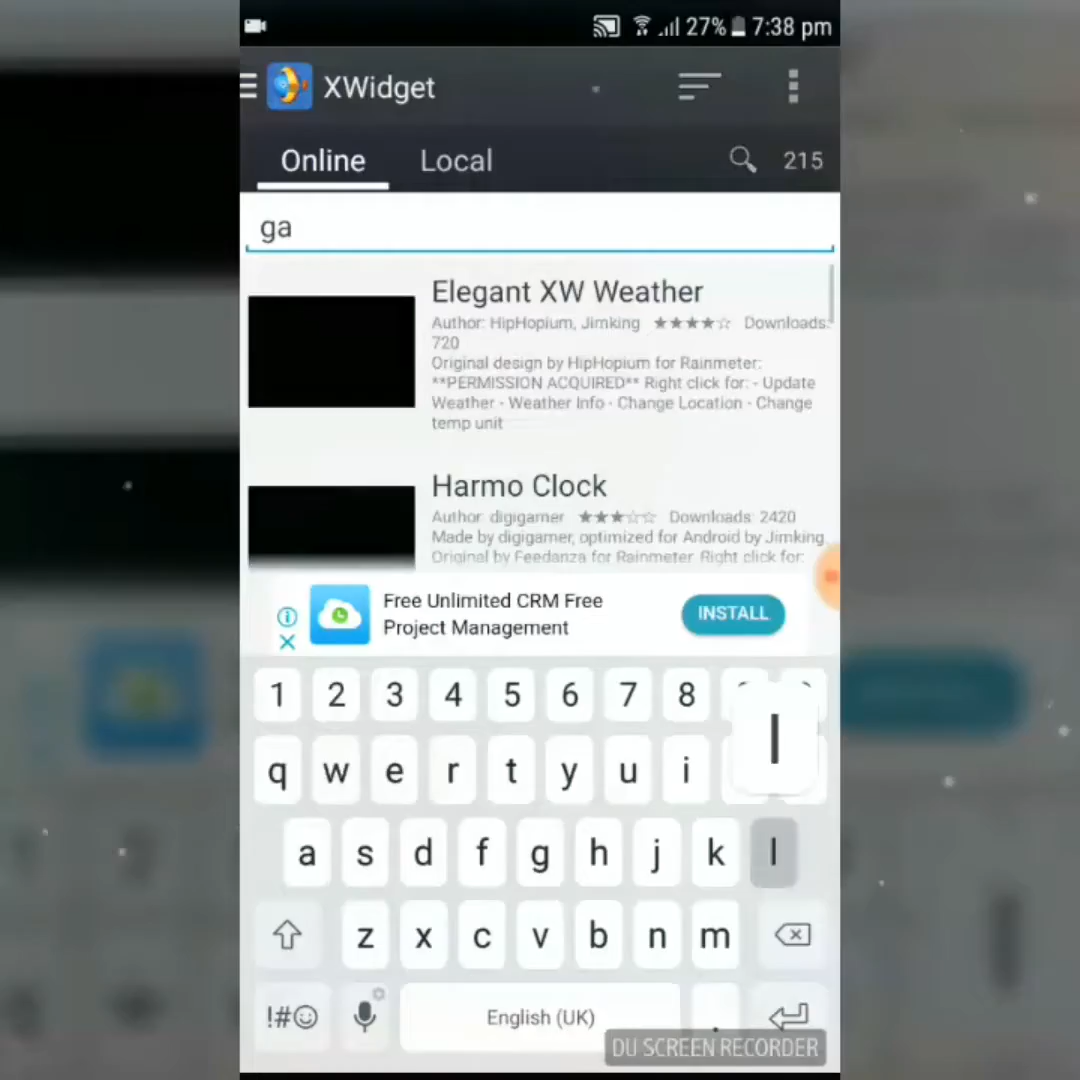 27% 7:38 pm
XWidget
Online Local 215
ga
Elegant XW Weather
Author: HipHopium, Jimking ★★★★☆ Downloads:
720
Original design by HipHopium for Rainmeter:
**PERMISSION ACQUIRED** Right click for: - Update
Weather - Weather Info - Change Location - Change
temp unit
Harmo Clock
Author: digigamer ★★★☆☆ Downloads: 2420
Made by digigamer, optimized for Android by Jimking
Original by Feedanza for Rainmeter Right click for:
Free Unlimited CRM Free
Project Management
INSTALL
1 2 3 4 5 6 7 8
l
q w e r t y u i
a s d f g h j k l
z x c v b n m
!#☺ English (UK) .
DU SCREEN RECORDER